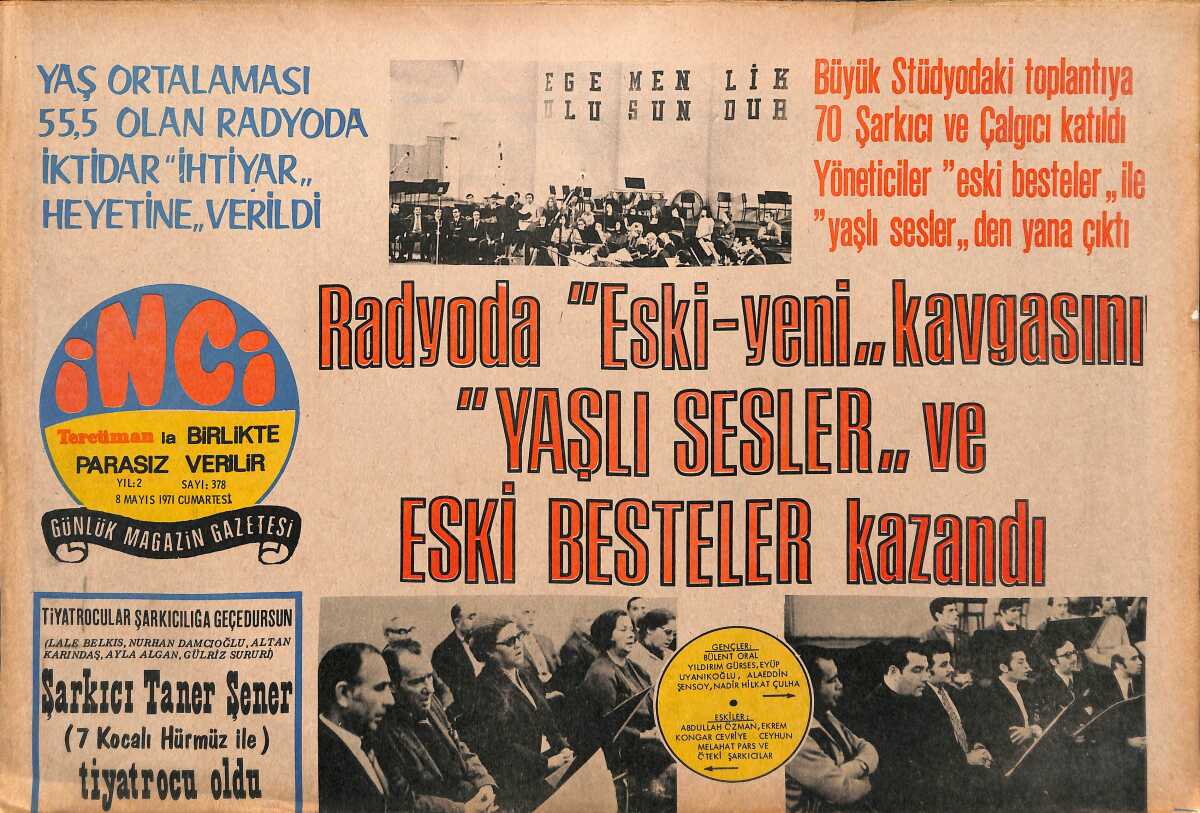 YAŞ ORTALAMASI
55,5 OLAN RADYODA
İKTİDAR "İHTİYAR„
HEYETİNE„ VERİLDİ
EGEMENLİK
ULUSUNDUR
Büyük Stüdyodaki toplantıya
70 Şarkıcı ve Çalgıcı katıldı
Yöneticiler "eski besteler„ ile
"yaşlı sesler„ den yana çıktı
Radyoda "Eski-yeni„ kavgasını
"YAŞLI SESLER„ ve
ESKİ BESTELER kazandı
İNCİ
Tercüman la BİRLİKTE
PARASIZ VERİLİR
YIL: 2 SAYI: 378
8 MAYIS 1971 CUMARTESİ
GÜNLÜK MAGAZİN GAZETESİ
TİYATROCULAR ŞARKICILIGA GEÇEDURSUN
(LALE BELKIS, NURHAN DAMCIOĞLU, ALTAN
KARINDAŞ, AYLA ALGAN, GÜLRİZ SURURİ)
Şarkıcı Taner Şener
(7 Kocalı Hürmüz ile)
tiyatrocu oldu
GENÇLER:
BÜLENT ORAL
YILDIRIM GÜRSES, EYÜP
UYANIKOĞLU, ALAEDDİN
ŞENSOY, NADİR HİLKAT ÇULHA
ESKİLER:
ABDULLAH ÖZMAN, EKREM
KONGAR CEVRİYE CEYHUN
MELAHAT PARS VE
ÖTEKİ ŞARKICILAR